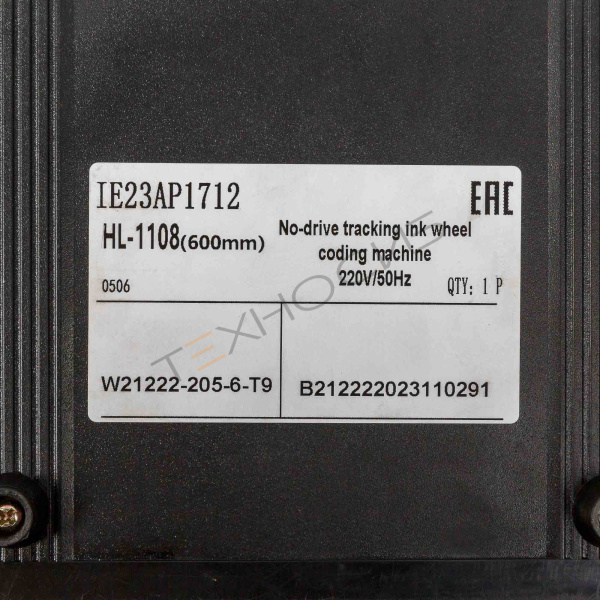 IE23AP1712
EAC
HL-1108(600mm)
No-drive tracking ink wheel
coding machine
220V/50Hz
0506
QTY: 1 P
W21222-205-6-T9
B212222023110291
ТЕХНОСИБ